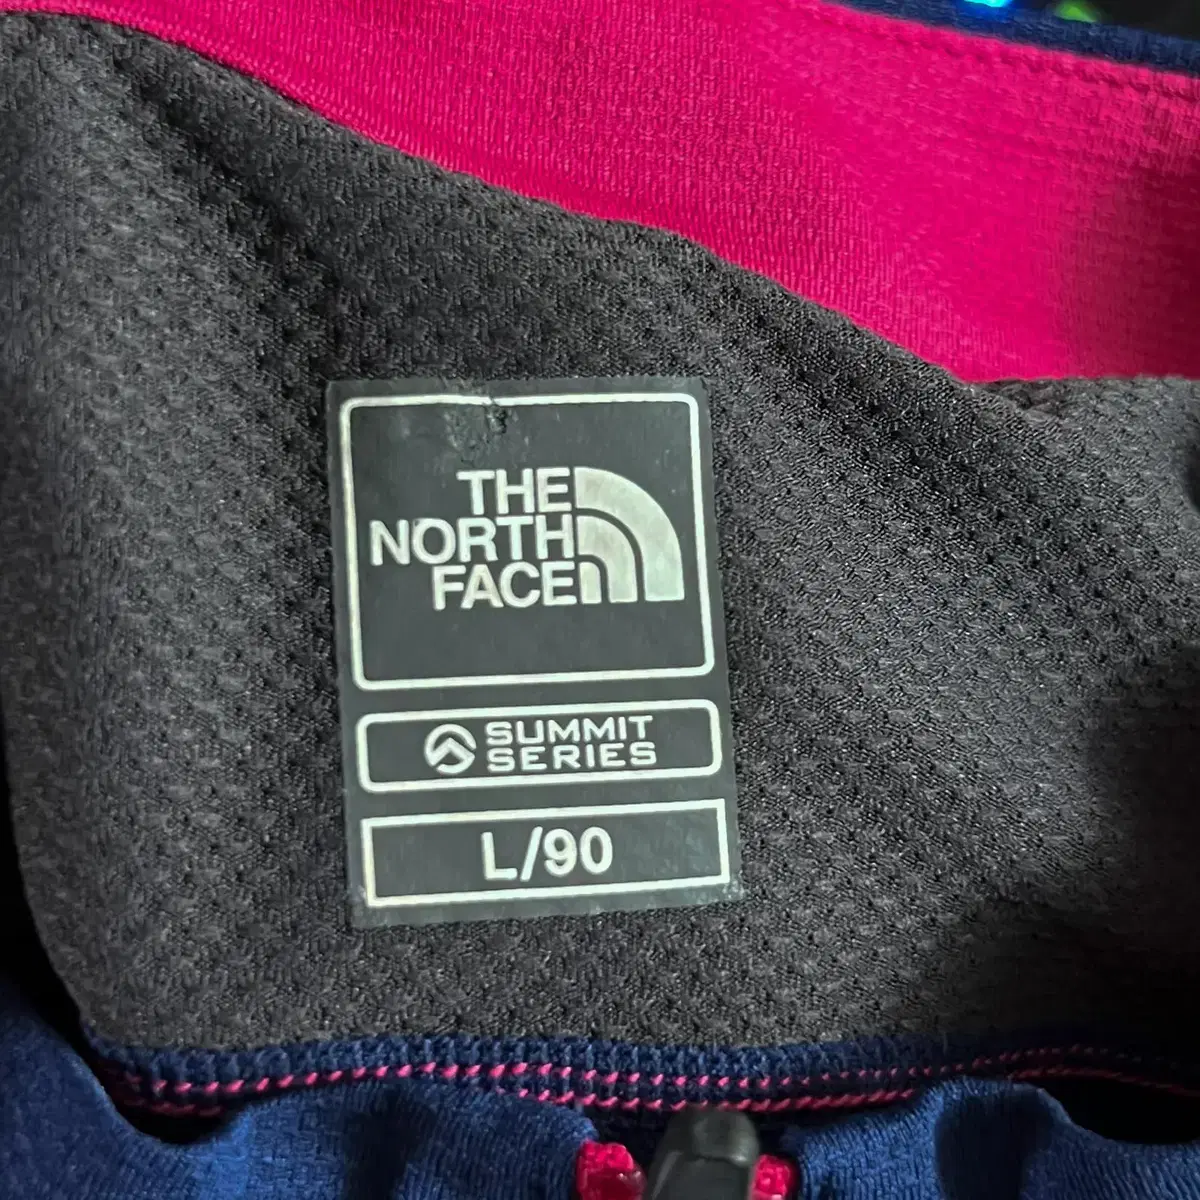 THE
NORTH
FACE
SUMMIT
SERIES
L/90